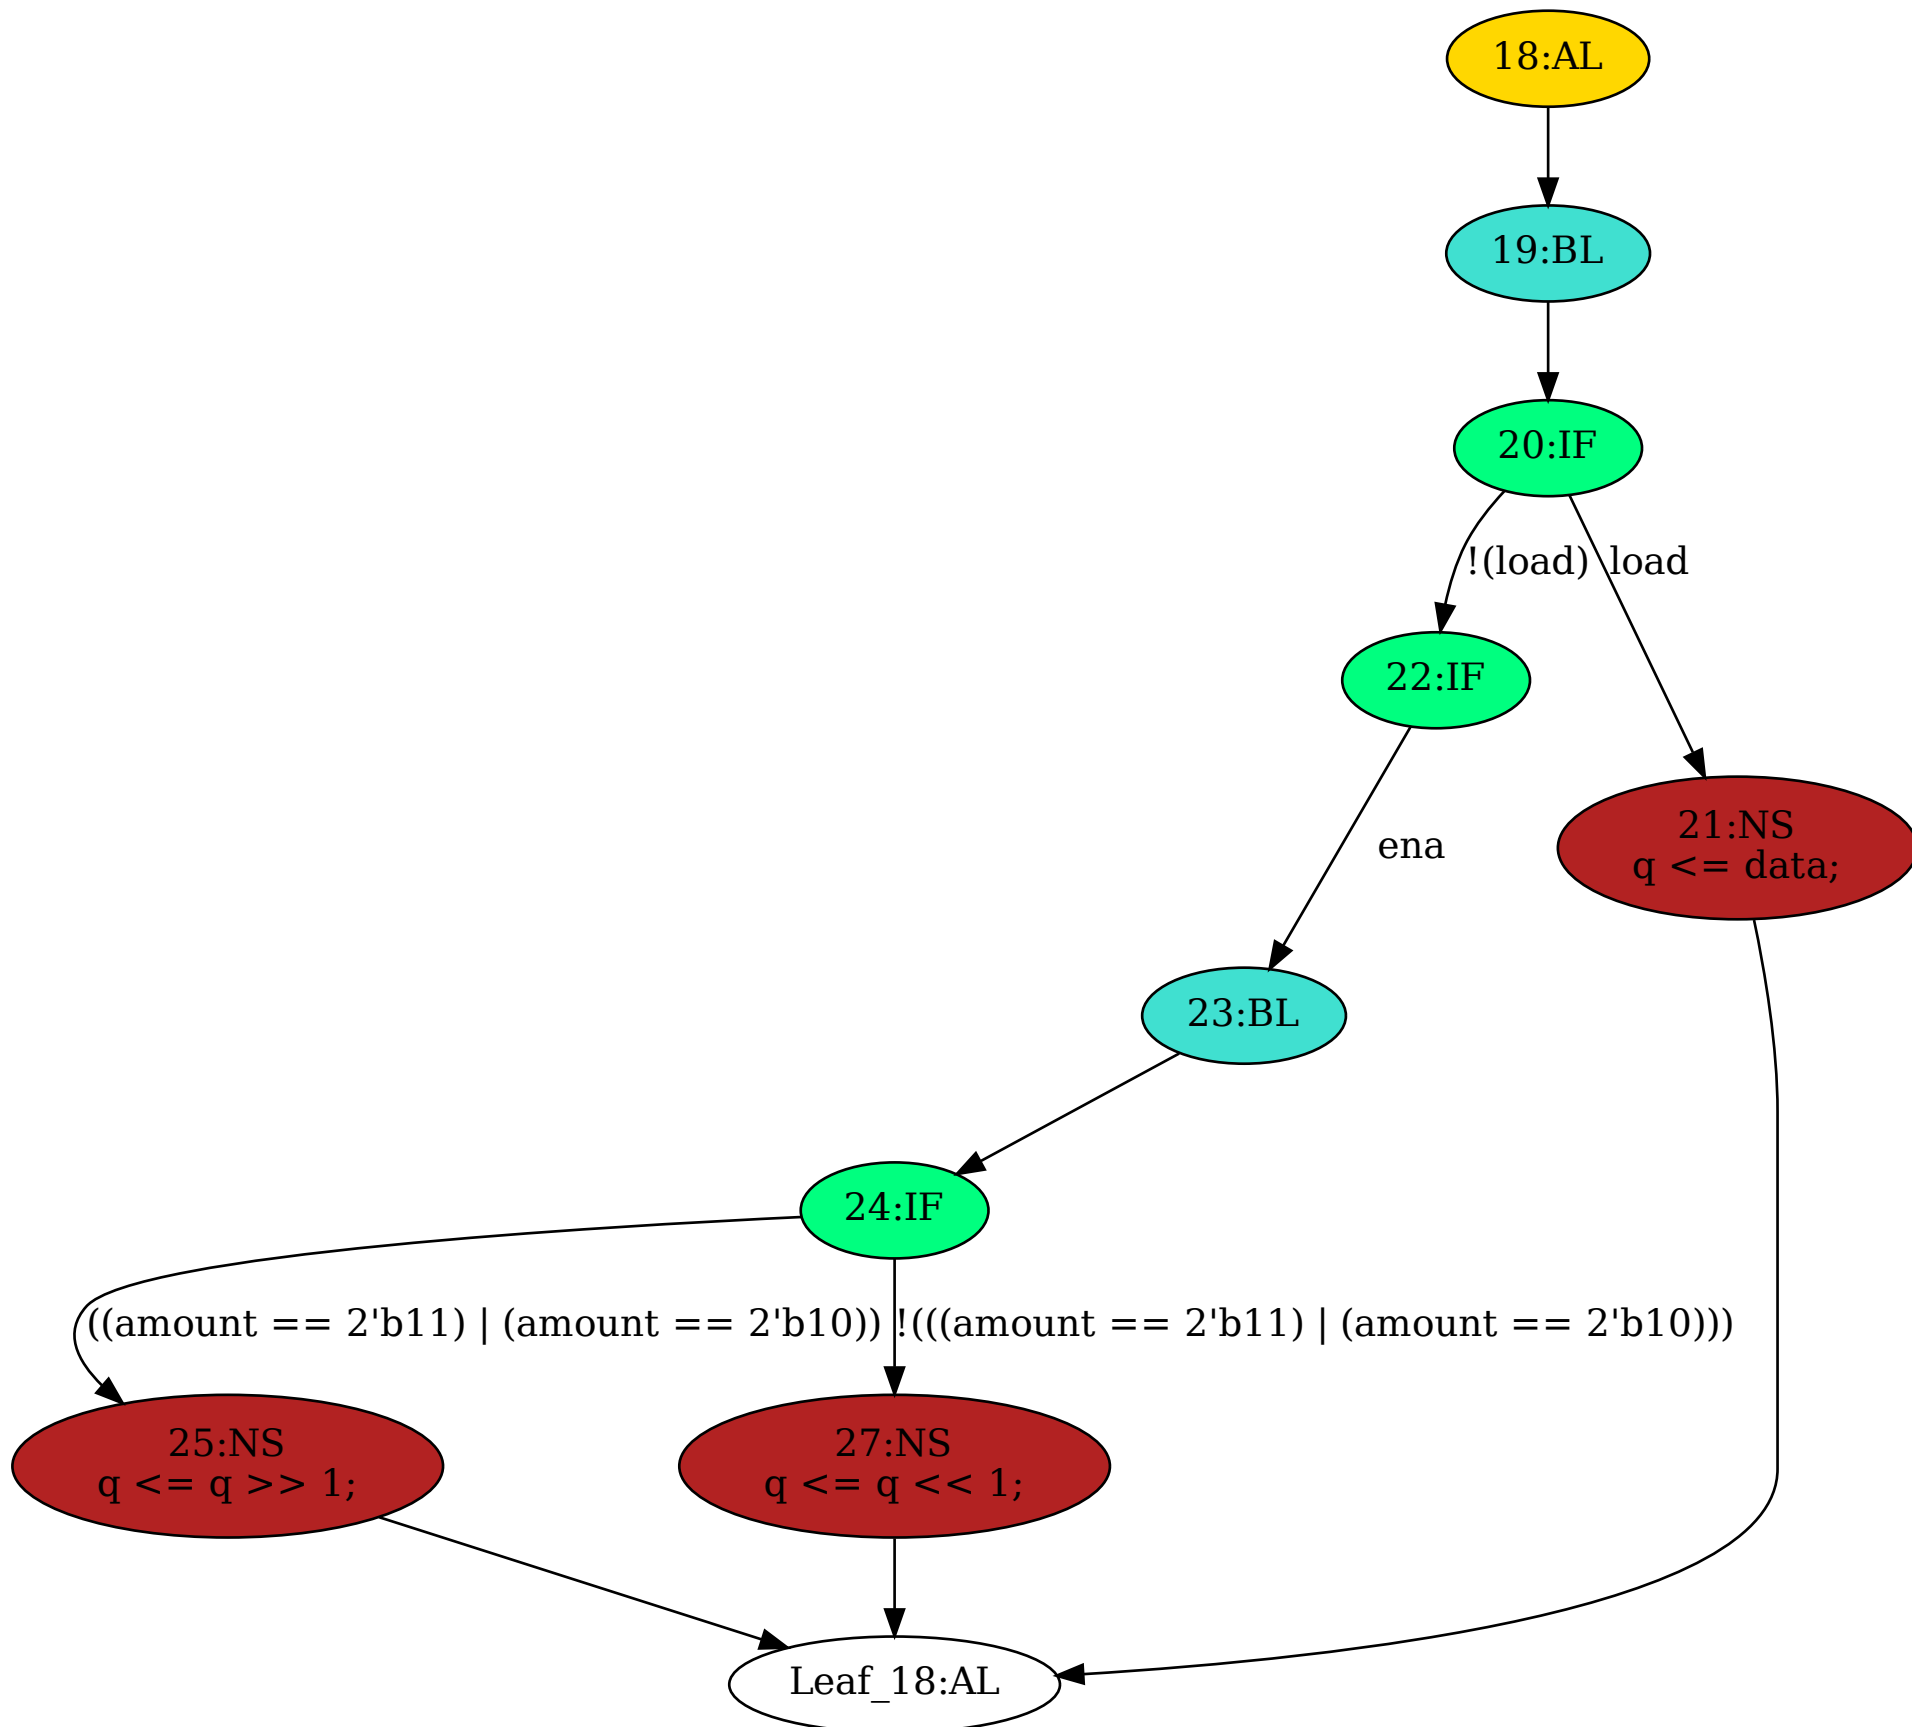 18:AL
19:BL
20:IF
!(load)
load
22:IF
21:NS
q <= data;
ena
23:BL
24:IF
((amount == 2'b11) | (amount == 2'b10))
!(((amount == 2'b11) | (amount == 2'b10)))
25:NS
q <= q >> 1;
27:NS
q <= q << 1;
Leaf_18:AL